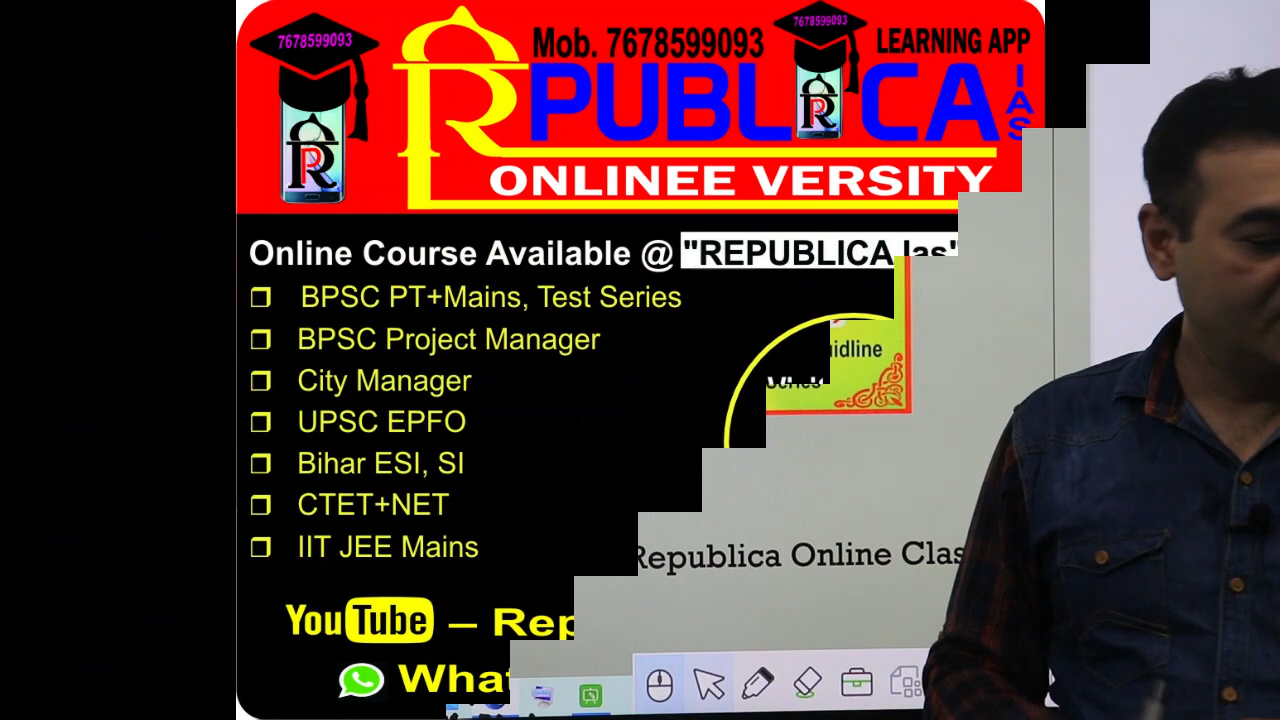 7678599093
Mob. 7678599093
7678599093
LEARNING APP
RPUBLICA
IAS
ONLINEE VERSITY
Online Course Available @ "REPUBLICA Ias"
BPSC PT+Mains, Test Series
BPSC Project Manager
City Manager
UPSC EPFO
Bihar ESI, SI
CTET+NET
IIT JEE Mains
idline
Republica Online Clas
YouTube – Rep
What